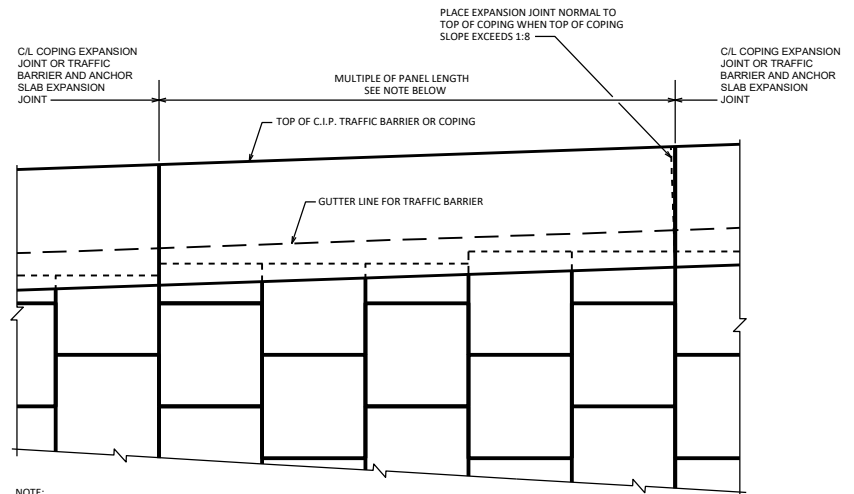 PLACE EXPANSION JOINT NORMAL TO
TOP OF COPING WHEN TOP OF COPING
SLOPE EXCEEDS 1:8
C/L COPING EXPANSION
JOINT OR TRAFFIC
BARRIER AND ANCHOR
SLAB EXPANSION
JOINT
MULTIPLE OF PANEL LENGTH
SEE NOTE BELOW
C/L COPING EXPANSION
JOINT OR TRAFFIC
BARRIER AND ANCHOR
SLAB EXPANSION
JOINT
TOP OF C.I.P. TRAFFIC BARRIER OR COPING
GUTTER LINE FOR TRAFFIC BARRIER
NOTE: